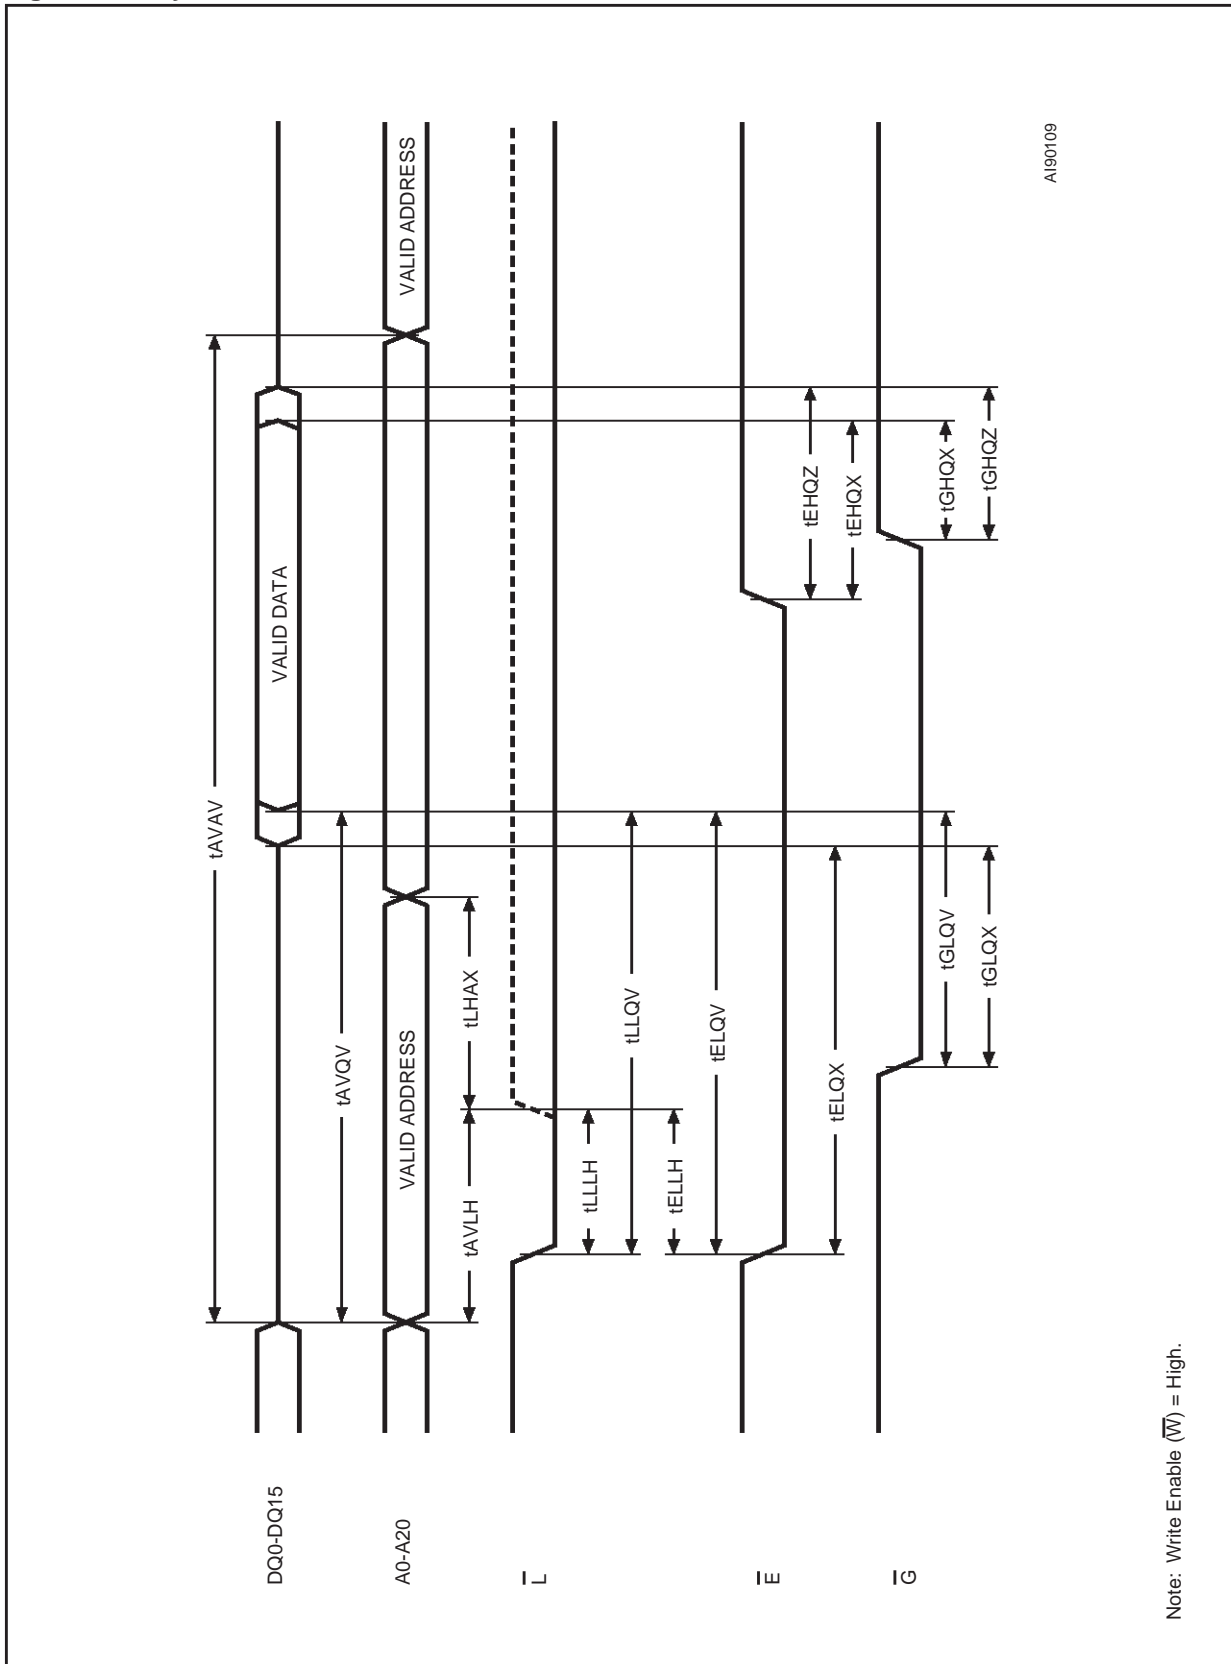 DQ0-DQ15
VALID DATA
tAVAV
tAVQV
A0-A20
VALID ADDRESS
VALID ADDRESS
tAVLH
tLHAX
L̅
tLLLH
tLLQV
tELLH
tELQV
E̅
tEHQZ
tELQX
tEHQX
G̅
tGLQV
tGHQX
tGLQX
tGHQZ
AI90109
Note: Write Enable (W̅) = High.